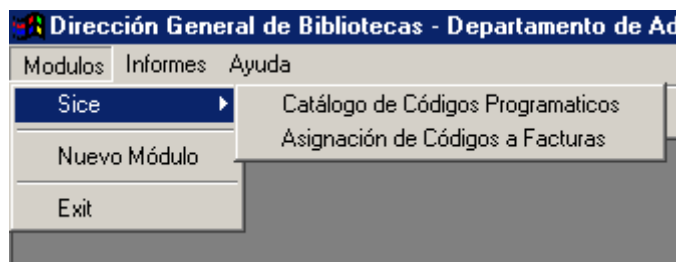 Dirección General de Bibliotecas - Departamento de Ad
Modulos Informes Ayuda
Sice
Catálogo de Códigos Programaticos
Asignación de Códigos a Facturas
Nuevo Módulo
Exit